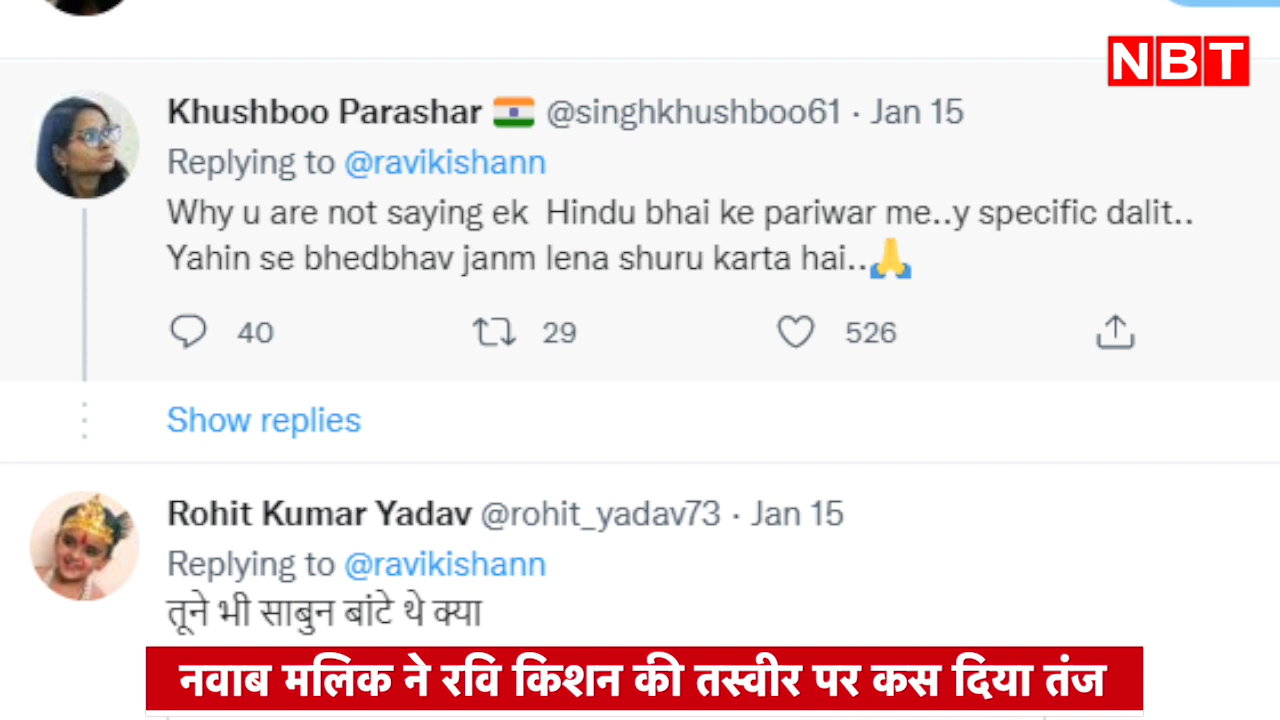 NBT
Khushboo Parashar 🇮🇳 @singhkhushboo61 · Jan 15
Replying to @ravikishann
Why u are not saying ek Hindu bhai ke pariwar me..y specific dalit..
Yahin se bhedbhav janm lena shuru karta hai..🙏
40 29 526
Show replies
Rohit Kumar Yadav @rohit_yadav73 · Jan 15
Replying to @ravikishann
तूने भी साबुन बांटे थे क्या
नवाब मलिक ने रवि किशन की तस्वीर पर कस दिया तंज